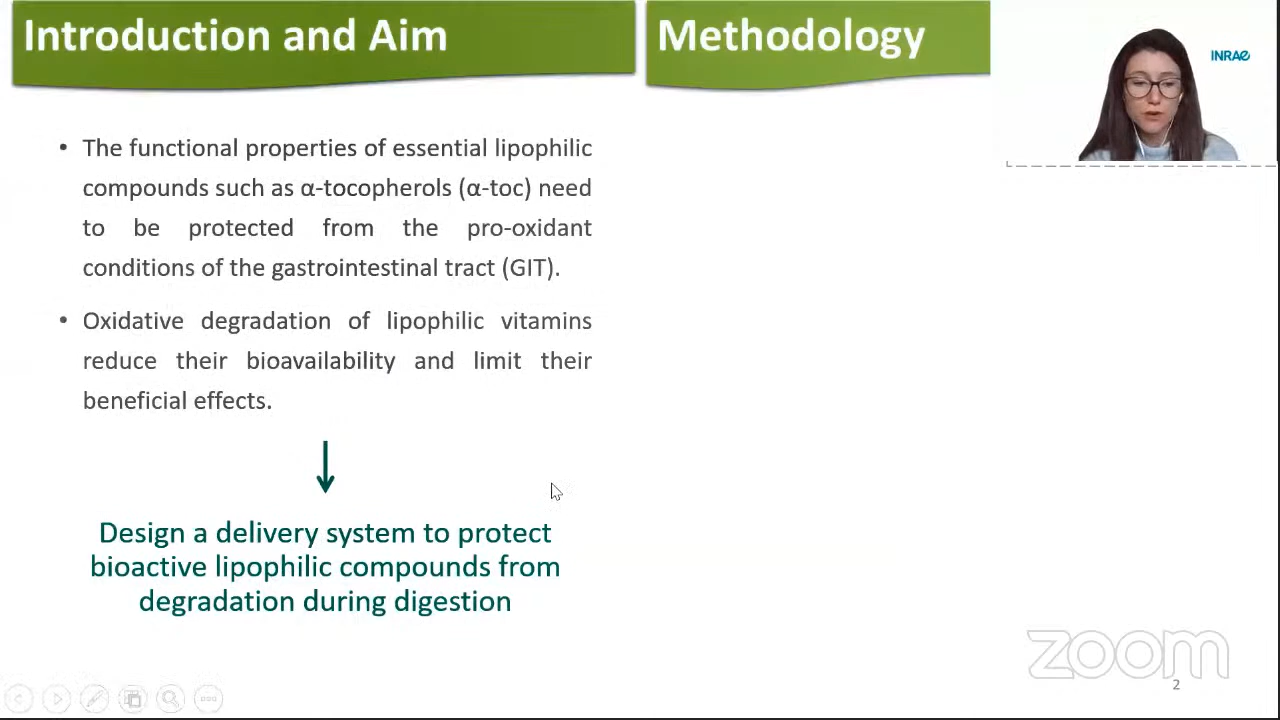 Introduction and Aim
Methodology
INRAE
• The functional properties of essential lipophilic
compounds such as α-tocopherols (α-toc) need
to be protected from the pro-oxidant
conditions of the gastrointestinal tract (GIT).
• Oxidative degradation of lipophilic vitamins
reduce their bioavailability and limit their
beneficial effects.
Design a delivery system to protect
bioactive lipophilic compounds from
degradation during digestion
zoom
2